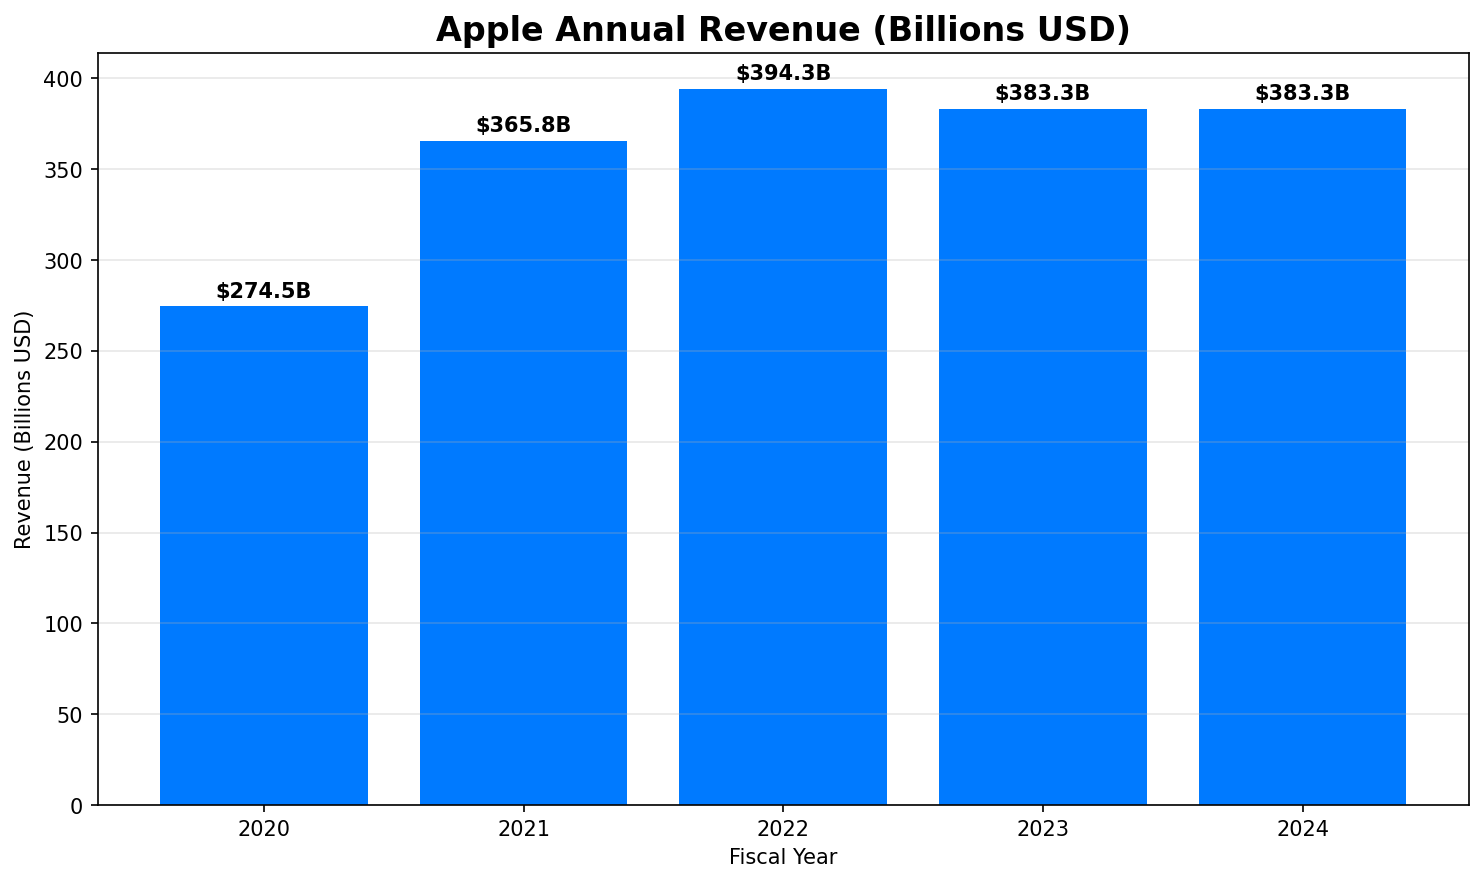 Apple Annual Revenue (Billions USD)
Revenue (Billions USD)
400
350
300
250
200
150
100
50
0
$274.5B
$365.8B
$394.3B
$383.3B
$383.3B
2020
2021
2022
2023
2024
Fiscal Year